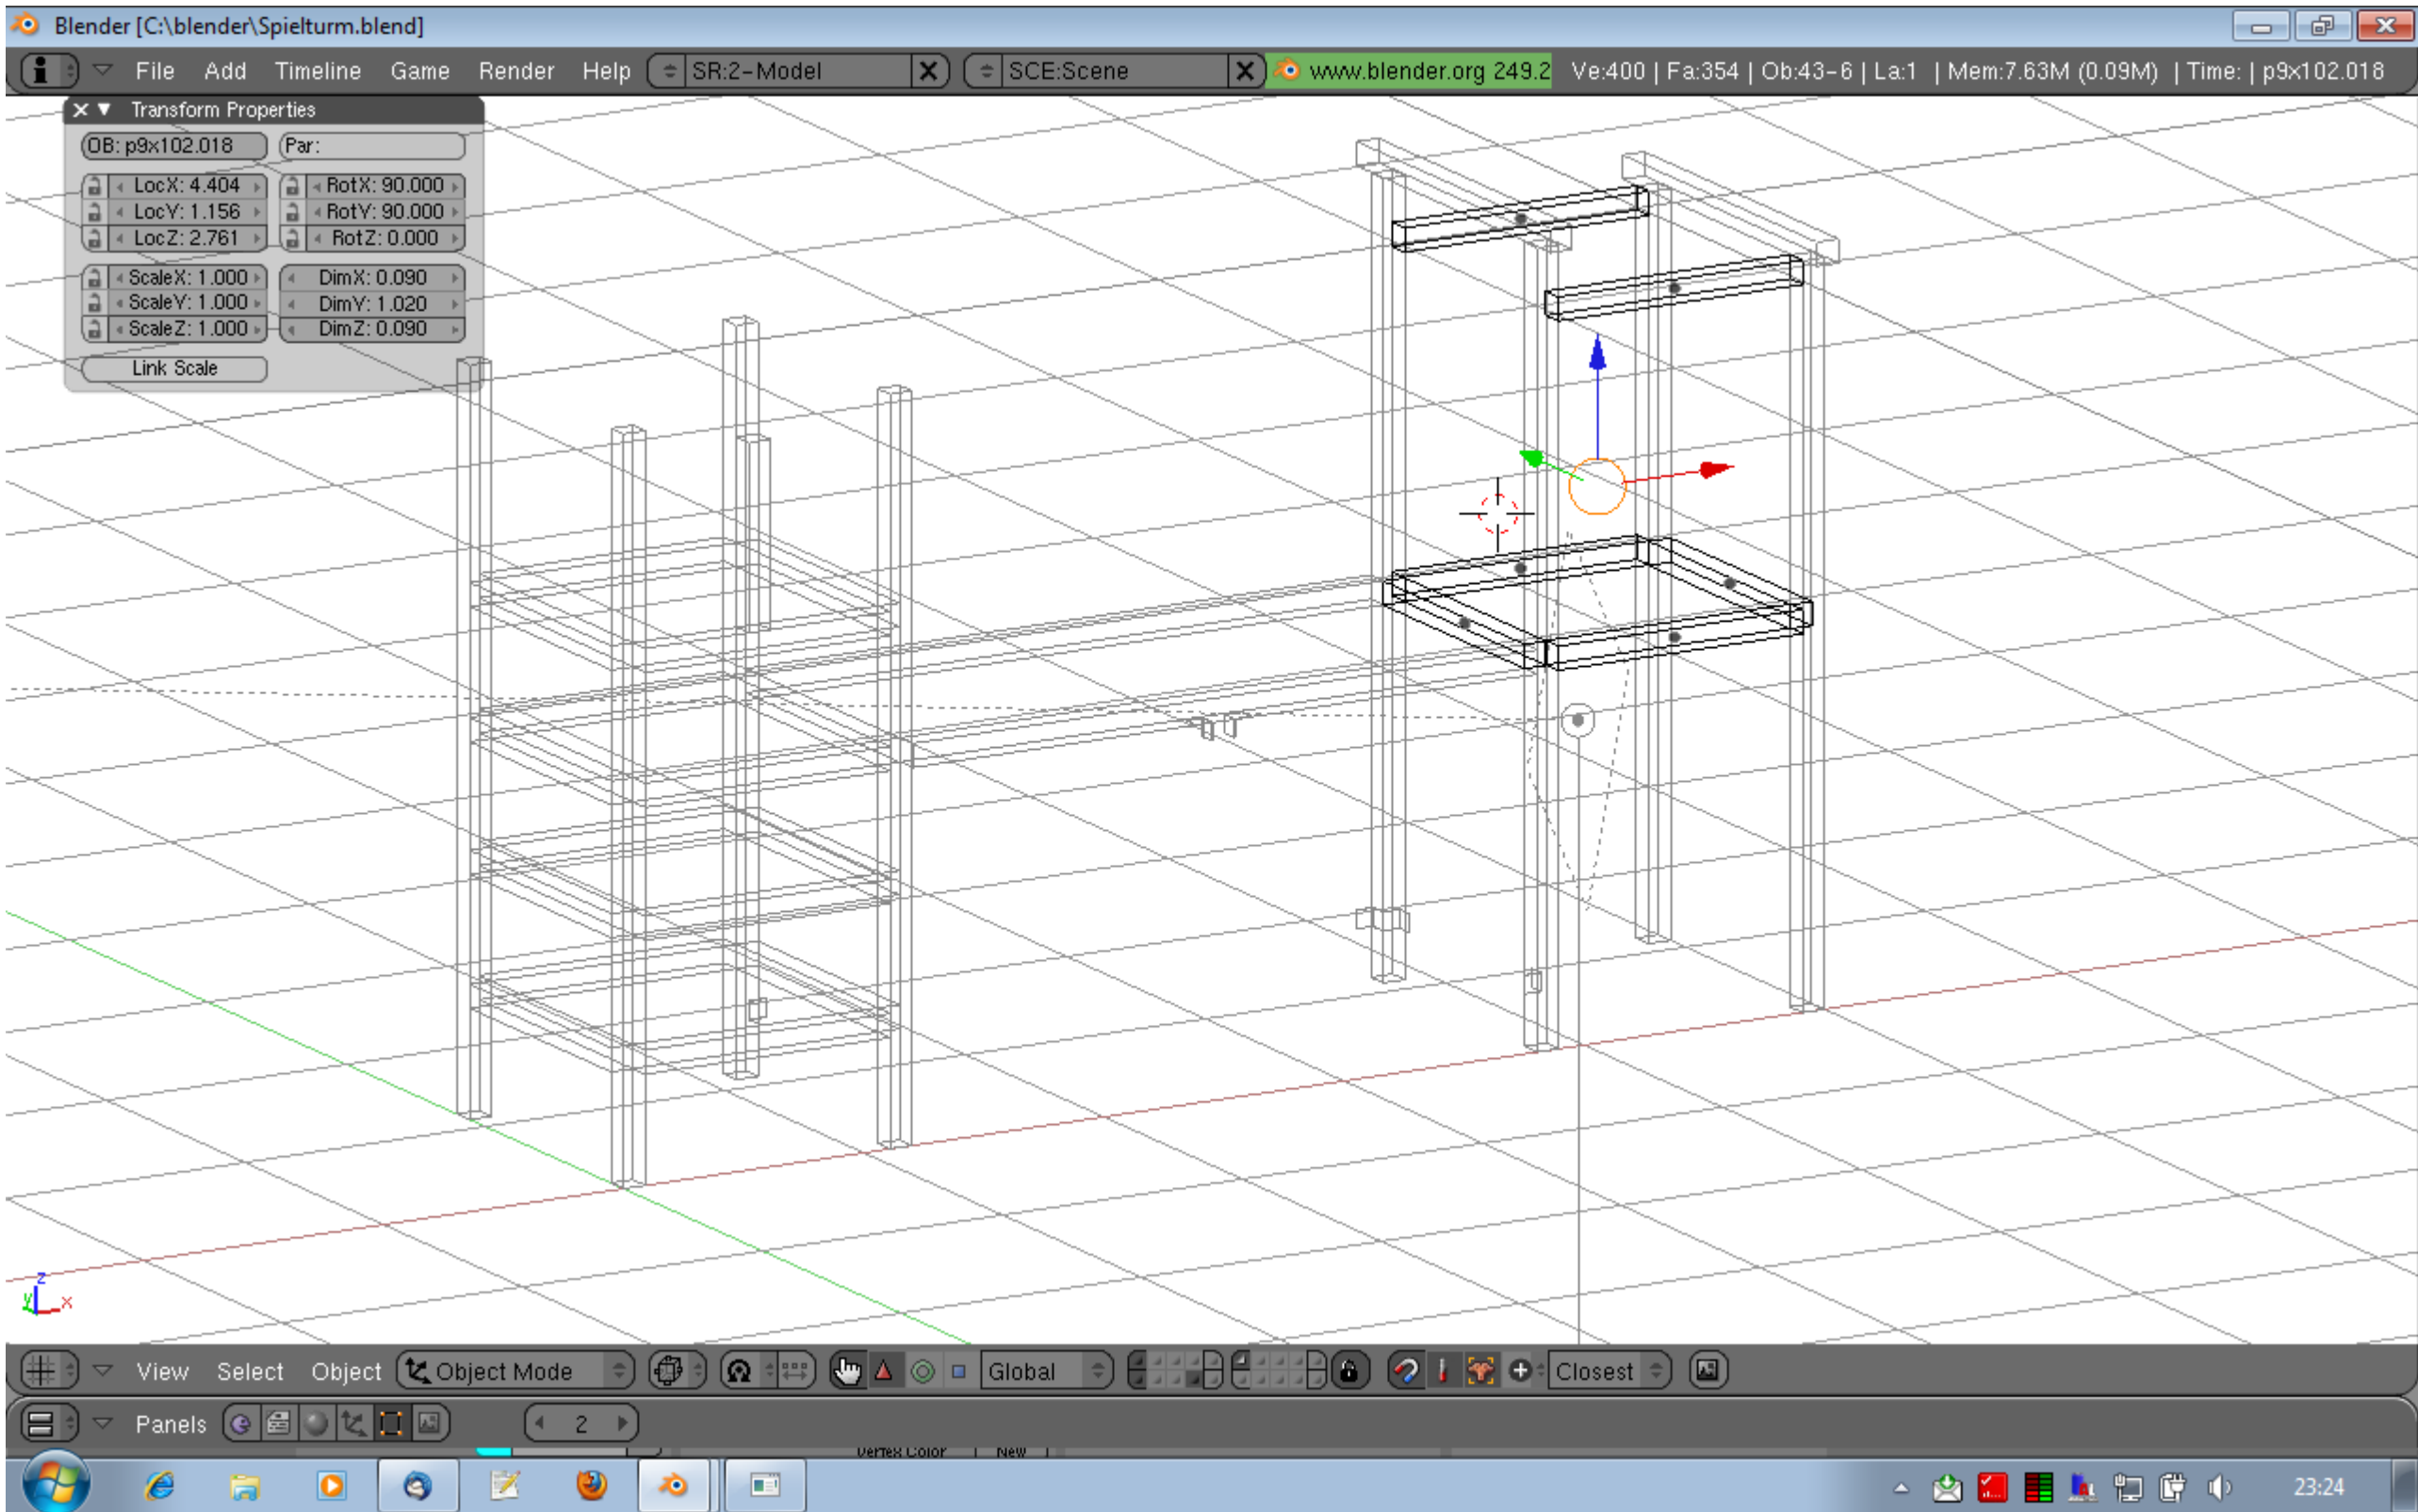 Blender [C:\blender\Spielturm.blend]
File Add Timeline Game Render Help SR:2-Model X SCE:Scene X www.blender.org 249.2 Ve:400 | Fa:354 | Ob:43-6 | La:1 | Mem:7.63M (0.09M) | Time: | p9x102.018
Transform Properties
OB: p9x102.018 Par:
LocX: 4.404 RotX: 90.000
LocY: 1.156 RotY: 90.000
LocZ: 2.761 RotZ: 0.000
ScaleX: 1.000 DimX: 0.090
ScaleY: 1.000 DimY: 1.020
ScaleZ: 1.000 DimZ: 0.090
Link Scale
z
y x
View Select Object Object Mode Global Closest
Panels 2
Vertex Color New
23:24